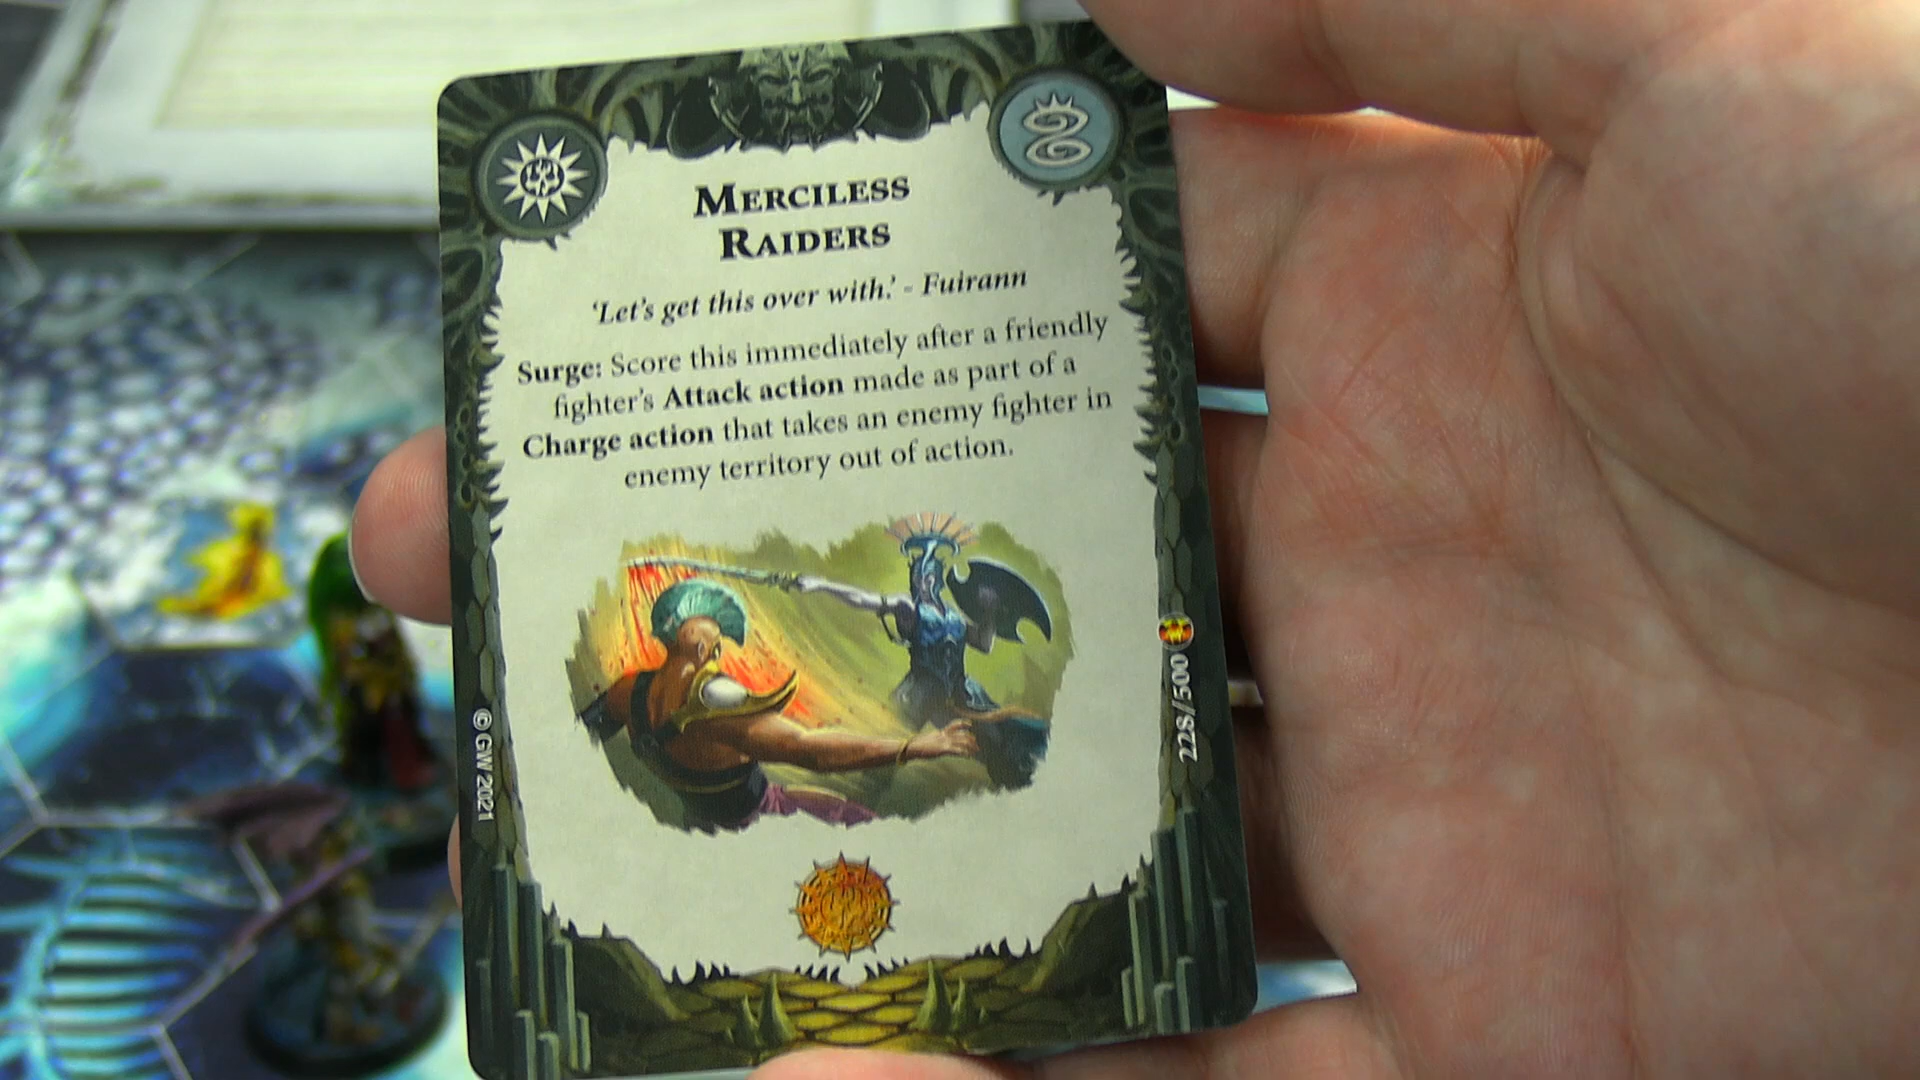 MERCILESS
RAIDERS
‘Let’s get this over with.’ - Fuirann
Surge: Score this immediately after a friendly
fighter’s Attack action made as part of a
Charge action that takes an enemy fighter in
enemy territory out of action.
© GW 2021
228/500